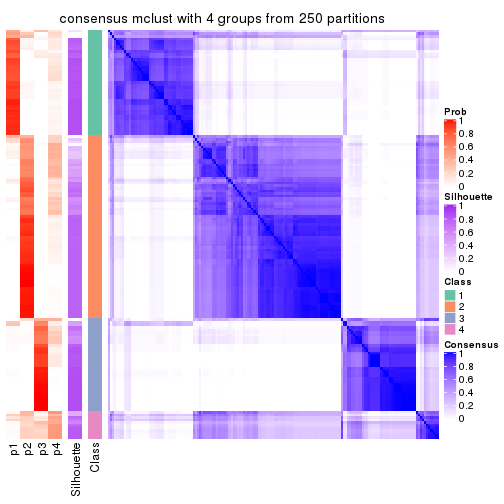 consensus mclust with 4 groups from 250 partitions
Prob
1
0.8
0.6
0.4
0.2
0
Silhouette
1
0.8
0.6
0.4
0.2
0
Class
1
2
3
4
Consensus
1
0.8
0.6
0.4
0.2
0
p1
p2
p3
p4
Silhouette
Class